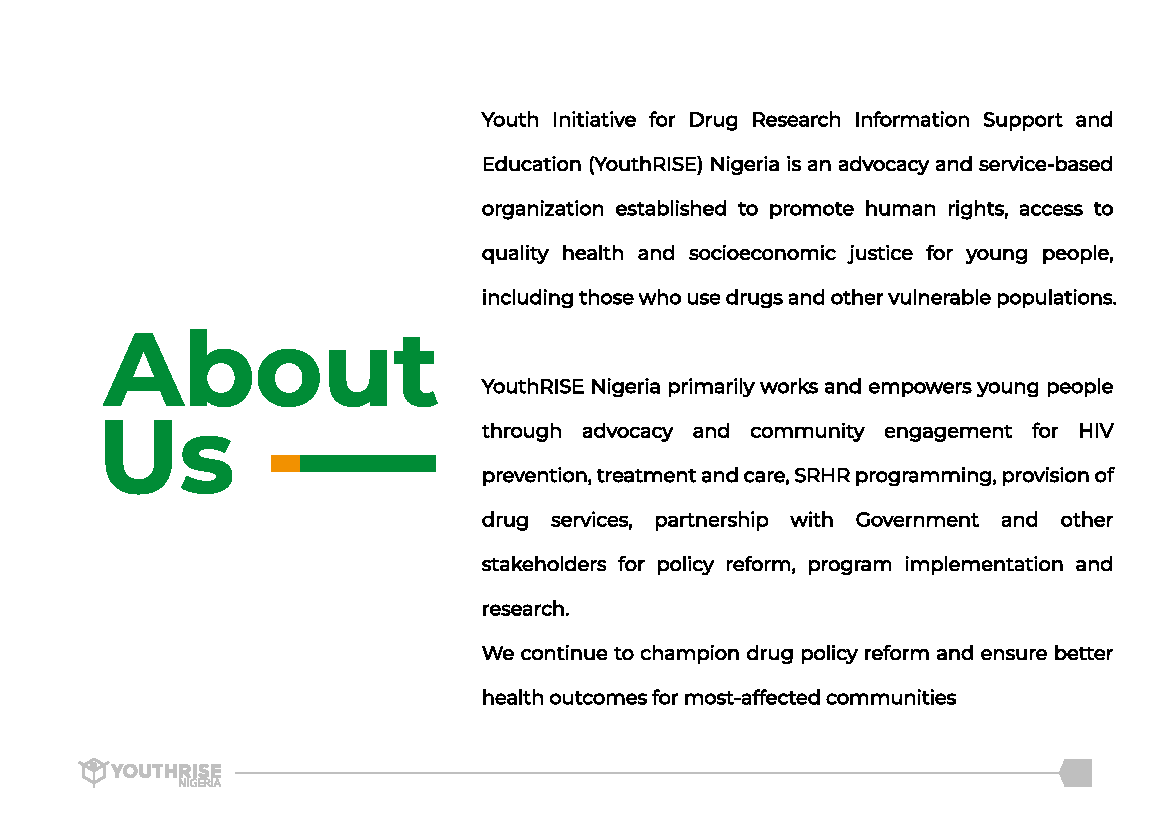 About
Us
Youth Initiative for Drug Research Information Support and
Education (YouthRISE) Nigeria is an advocacy and service-based
organization established to promote human rights, access to
quality health and socioeconomic justice for young people,
including those who use drugs and other vulnerable populations.
YouthRISE Nigeria primarily works and empowers young people
through advocacy and community engagement for HIV
prevention, treatment and care, SRHR programming, provision of
drug services, partnership with Government and other
stakeholders for policy reform, program implementation and
research.
We continue to champion drug policy reform and ensure better
health outcomes for most-affected communities
YOUTHRISE
NIGERIA